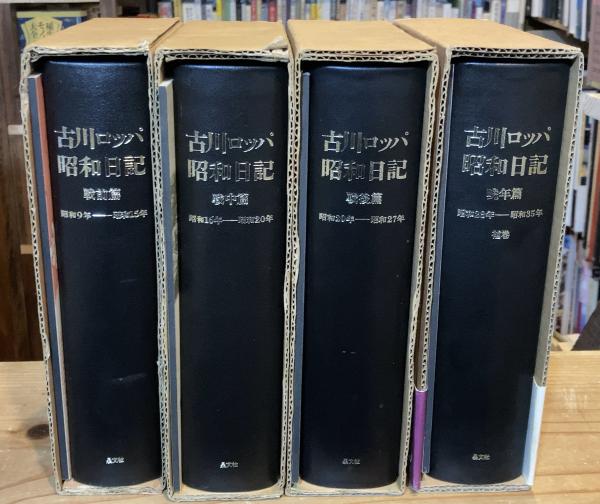 古川ロッパ
昭和日記
戦前篇
昭和9年──昭和15年
古川ロッパ
昭和日記
戦中篇
昭和16年──昭和20年
晶文社
古川ロッパ
昭和日記
戦後篇
昭和20年──昭和27年
晶文社
古川ロッパ
昭和日記
晩年篇
昭和28年──昭和35年
補巻
晶文社